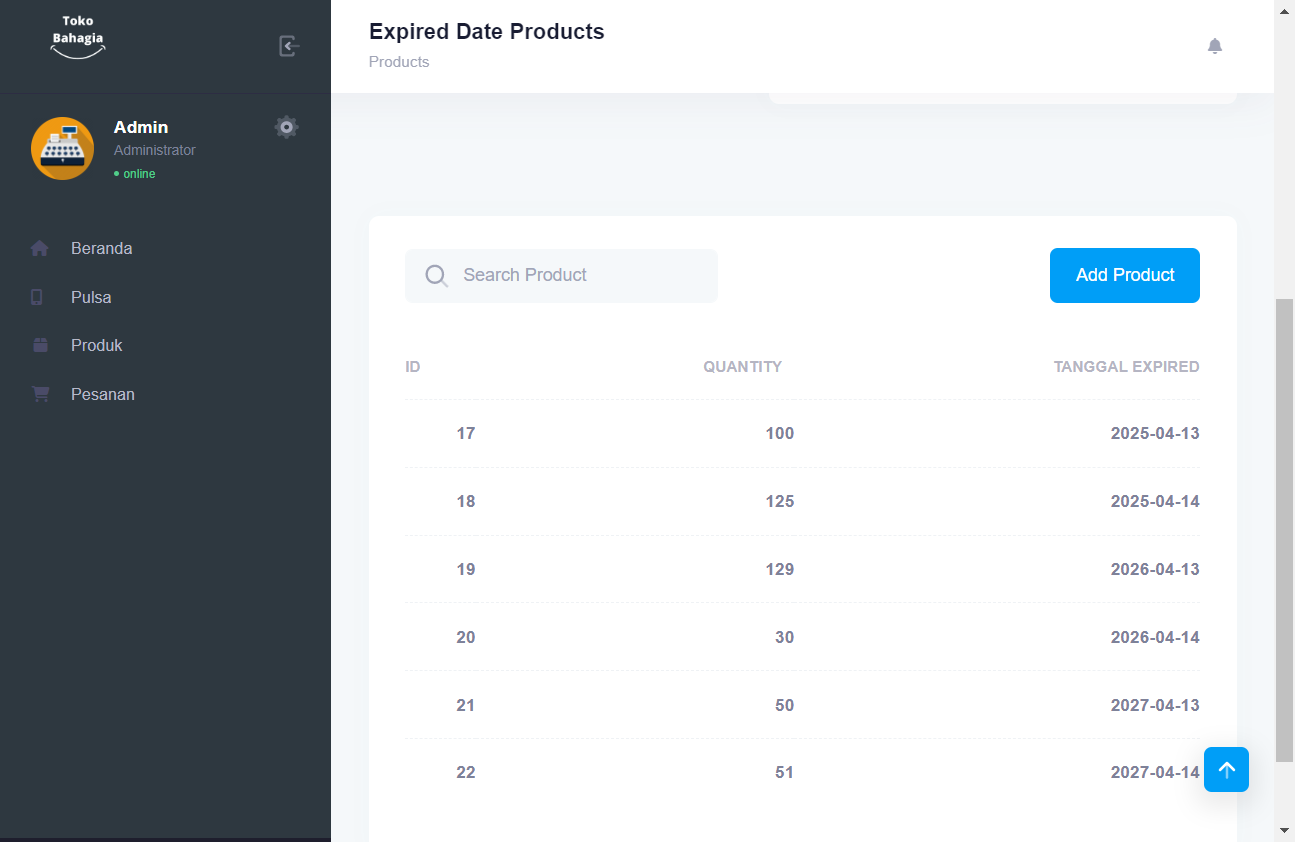 Toko
Bahagia
Expired Date Products
Products
Admin
Administrator
online
Beranda
Pulsa
Produk
Pesanan
Search Product
Add Product
ID QUANTITY TANGGAL EXPIRED
17 100 2025-04-13
18 125 2025-04-14
19 129 2026-04-13
20 30 2026-04-14
21 50 2027-04-13
22 51 2027-04-14